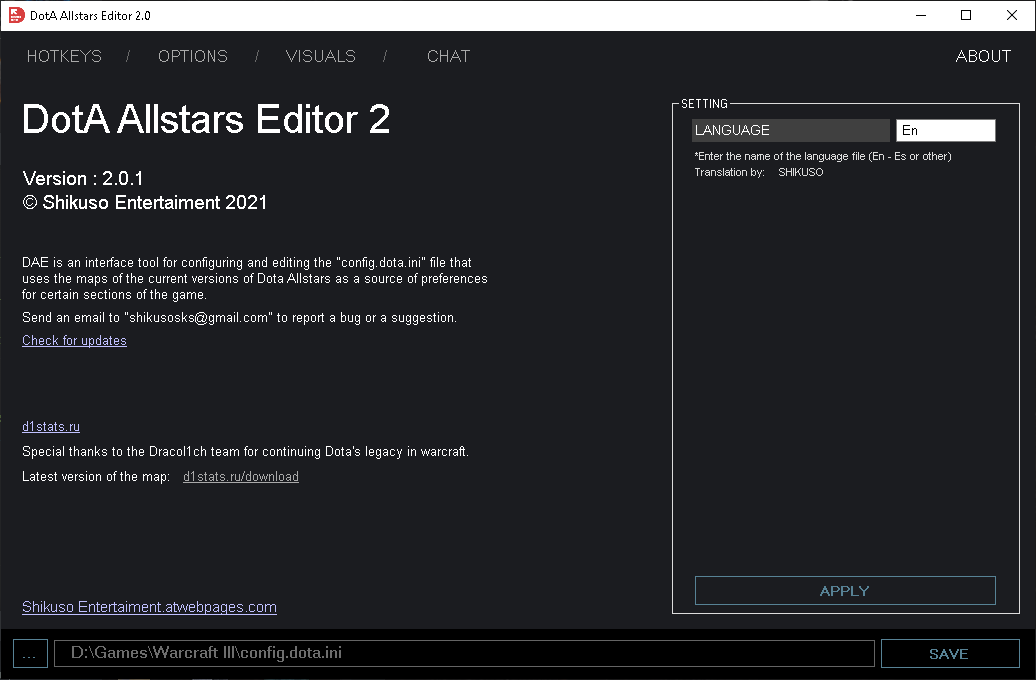 DotA Allstars Editor 2.0
HOTKEYS / OPTIONS / VISUALS / CHAT ABOUT
DotA Allstars Editor 2
Version : 2.0.1
© Shikuso Entertaiment 2021
DAE is an interface tool for configuring and editing the "config.dota.ini" file that
uses the maps of the current versions of Dota Allstars as a source of preferences
for certain sections of the game.
Send an email to "shikusosks@gmail.com" to report a bug or a suggestion.
Check for updates
d1stats.ru
Special thanks to the Dracol1ch team for continuing Dota's legacy in warcraft.
Latest version of the map: d1stats.ru/download
Shikuso Entertaiment.atwebpages.com
SETTING
LANGUAGE En
*Enter the name of the language file (En - Es or other)
Translation by: SHIKUSO
APPLY
... D:\Games\Warcraft III\config.dota.ini SAVE